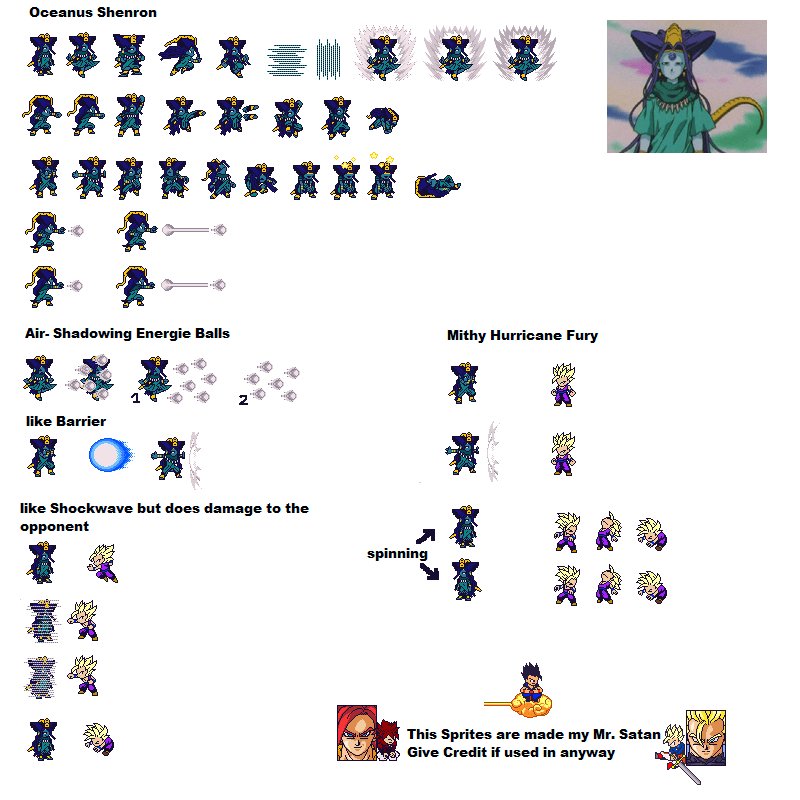 Oceanus Shenron
Air- Shadowing Energie Balls
1
2
like Barrier
Mithy Hurricane Fury
like Shockwave but does damage to the
opponent
spinning
This Sprites are made my Mr. Satan
Give Credit if used in anyway